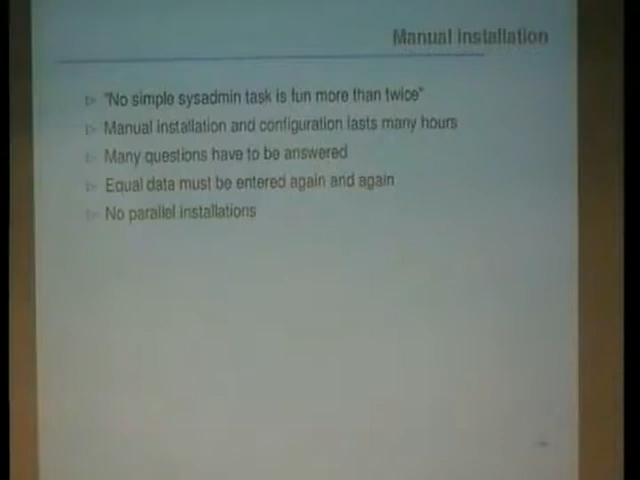 Manual installation
"No simple sysadmin task is fun more than twice"
Manual installation and configuration lasts many hours
Many questions have to be answered
Equal data must be entered again and again
No parallel installations